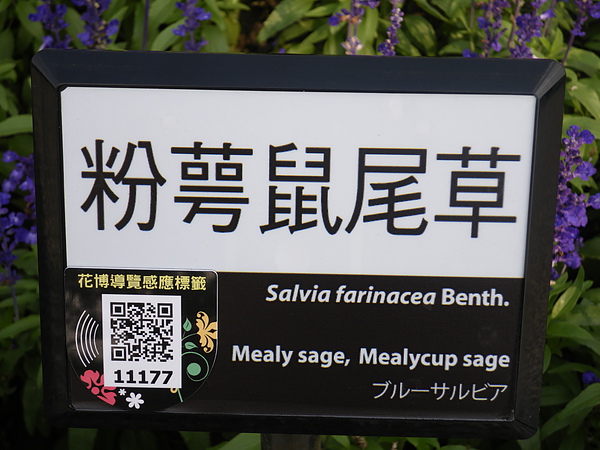 粉萼鼠尾草
花博導覽感應標籤
11177
Salvia farinacea Benth.
Mealy sage, Mealycup sage
ブルーサルビア